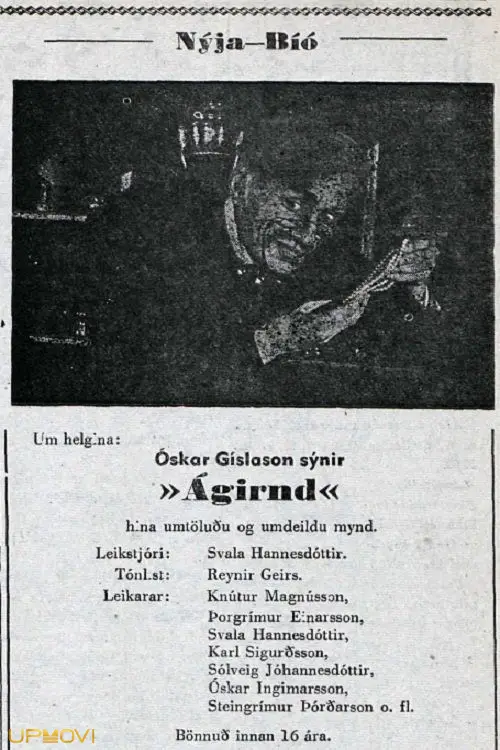 Nýja—Bíó
Um helgina:
Óskar Gíslason sýnir
»Ágirnd«
hina umtöluðu og umdeildu mynd.
Leikstjóri: Svala Hannesdóttir.
Tónlist: Reynir Geirs.
Leikarar: Knútur Magnússon,
Þorgrímur Einarsson,
Svala Hannesdóttir,
Karl Sigurðsson,
Sólveig Jóhannesdóttir,
Óskar Ingimarsson,
Steingrímur Þórðarson o. fl.
Bönnuð innan 16 ára.
UPMOVI